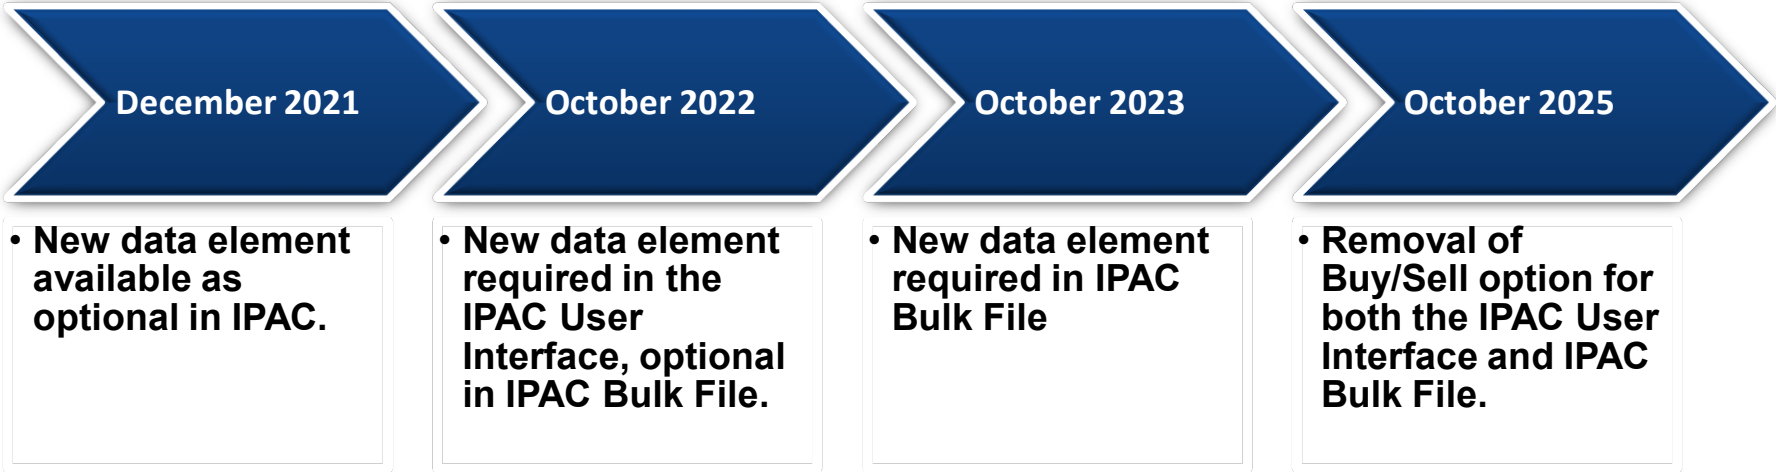 December 2021
• New data element
available as
optional in IPAC.
October 2022
• New data element
required in the
IPAC User
Interface, optional
in IPAC Bulk File.
October 2023
• New data element
required in IPAC
Bulk File
October 2025
• Removal of
Buy/Sell option for
both the IPAC User
Interface and IPAC
Bulk File.